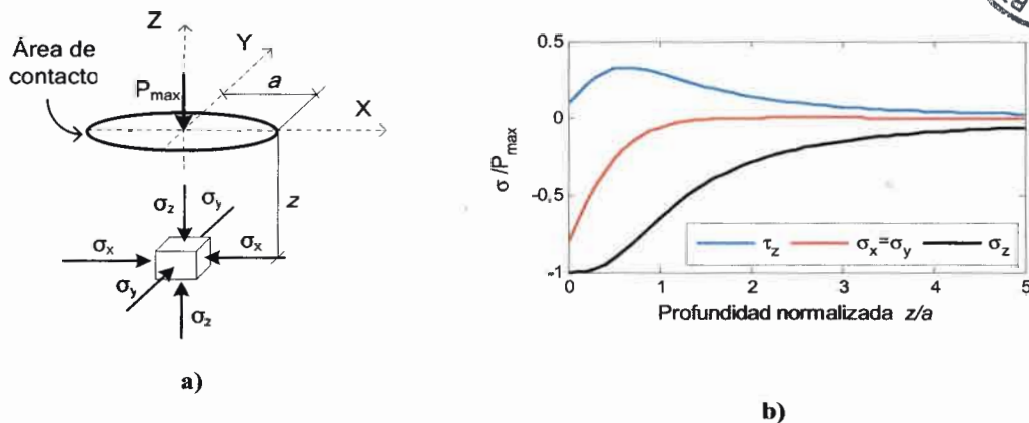 Z
Y
Área de
contacto
P_max
a
X
z
σ_z
σ_y
σ_x
σ_x
σ_y
σ_z
a)
0.5
0
-0.5
-1
σ/P_max
τ_z
σ_x=σ_y
σ_z
0 1 2 3 4 5
Profundidad normalizada z/a
b)